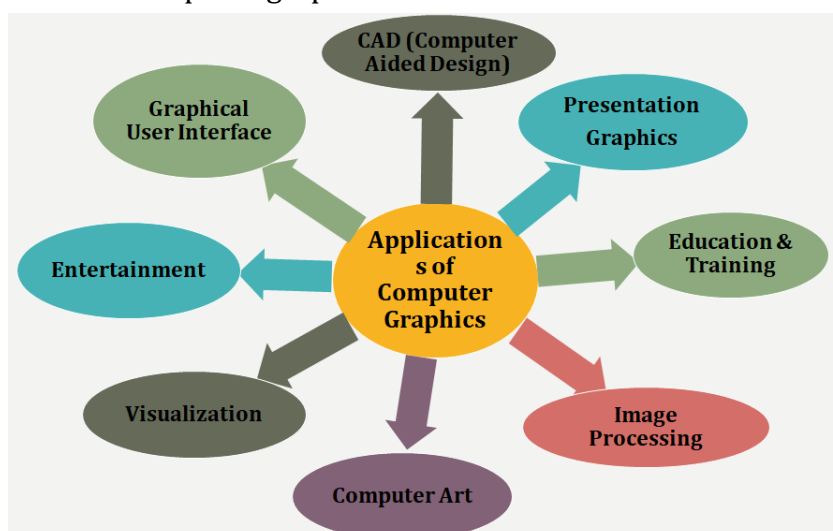 CAD (Computer
Aided Design)
Graphical
User Interface
Presentation
Graphics
Application
s of
Computer
Graphics
Entertainment
Education &
Training
Visualization
Image
Processing
Computer Art